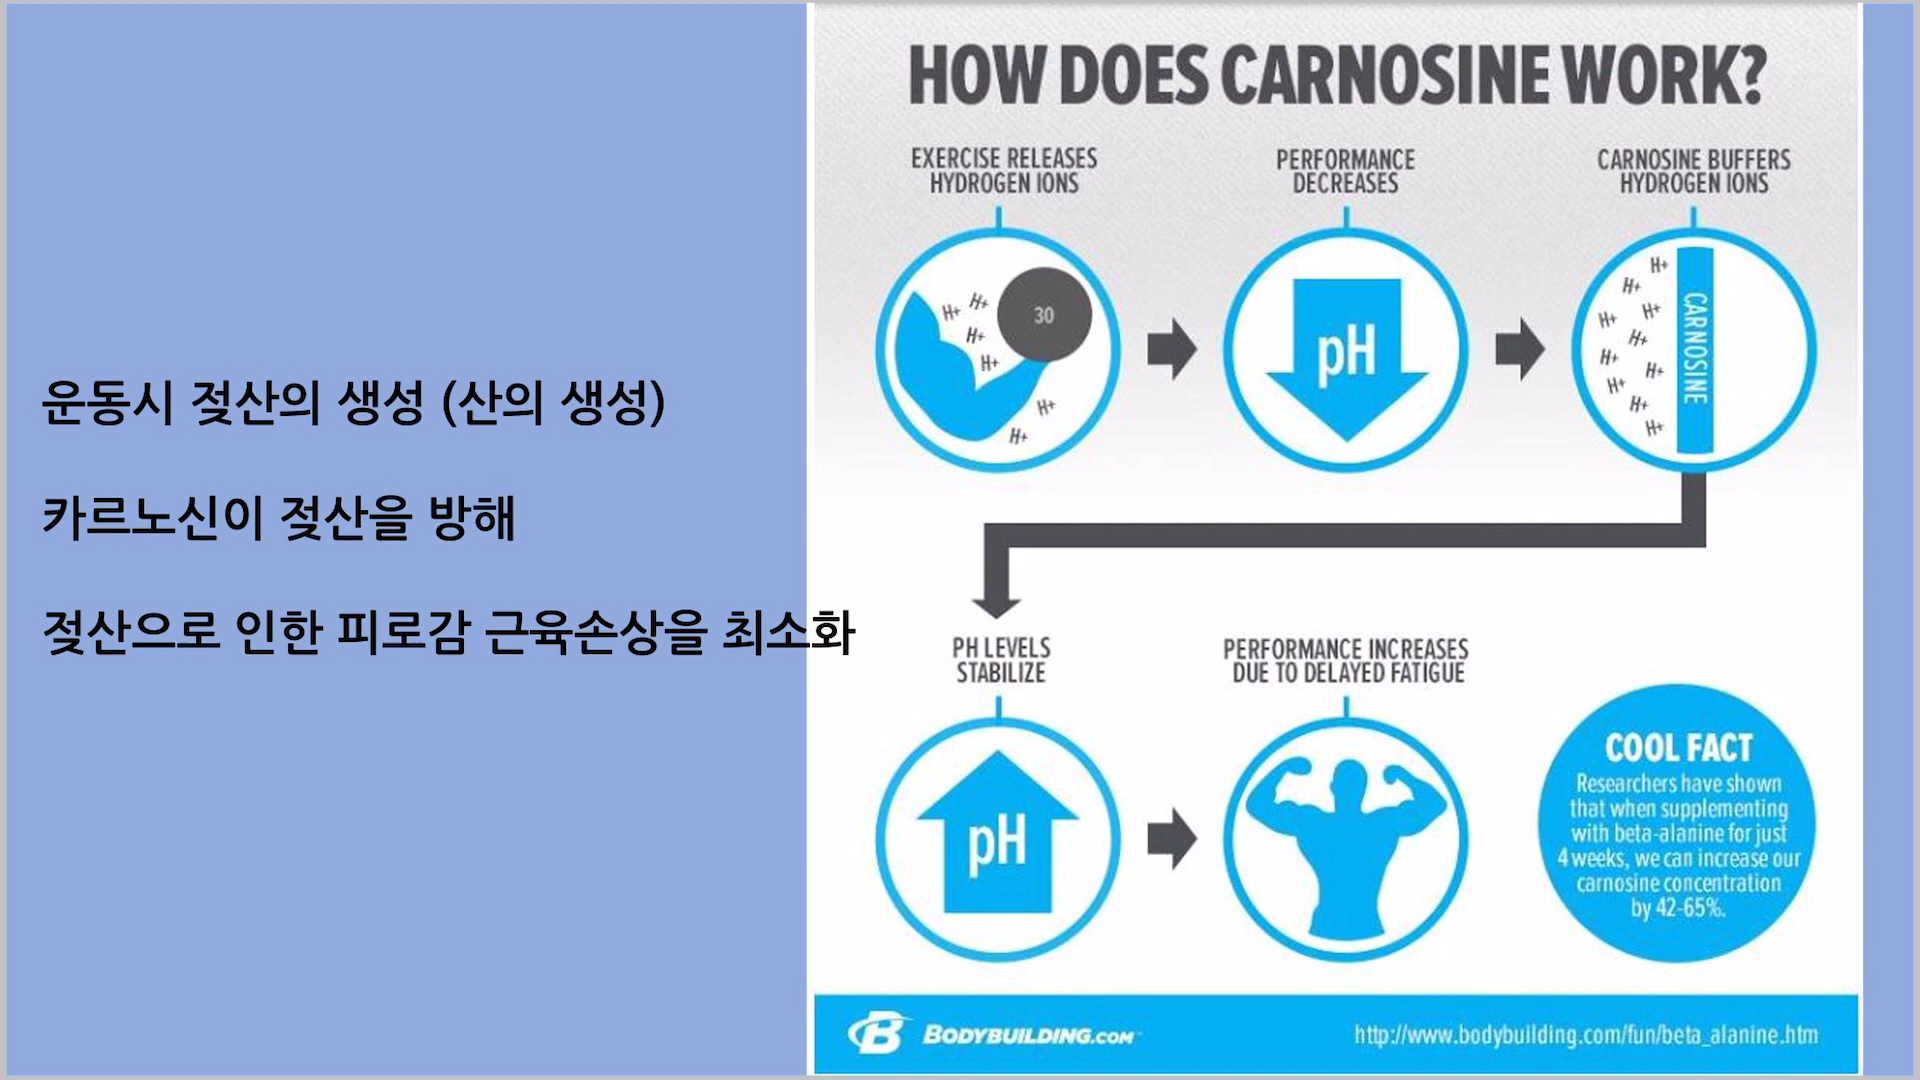 운동시 젖산의 생성 (산의 생성)
카르노신이 젖산을 방해
젖산으로 인한 피로감 근육손상을 최소화
HOW DOES CARNOSINE WORK?
EXERCISE RELEASES
HYDROGEN IONS
PERFORMANCE
DECREASES
CARNOSINE BUFFERS
HYDROGEN IONS
H+
H+
H+
H+
30
H+
H+
pH
H+
H+
H+
H+
H+
H+
H+
H+
H+
H+
CARNOSINE
PH LEVELS
STABILIZE
PERFORMANCE INCREASES
DUE TO DELAYED FATIGUE
pH
COOL FACT
Researchers have shown
that when supplementing
with beta-alanine for just
4 weeks, we can increase our
carnosine concentration
by 42-65%.
B BODYBUILDING.COM
http://www.bodybuilding.com/fun/beta_alanine.htm